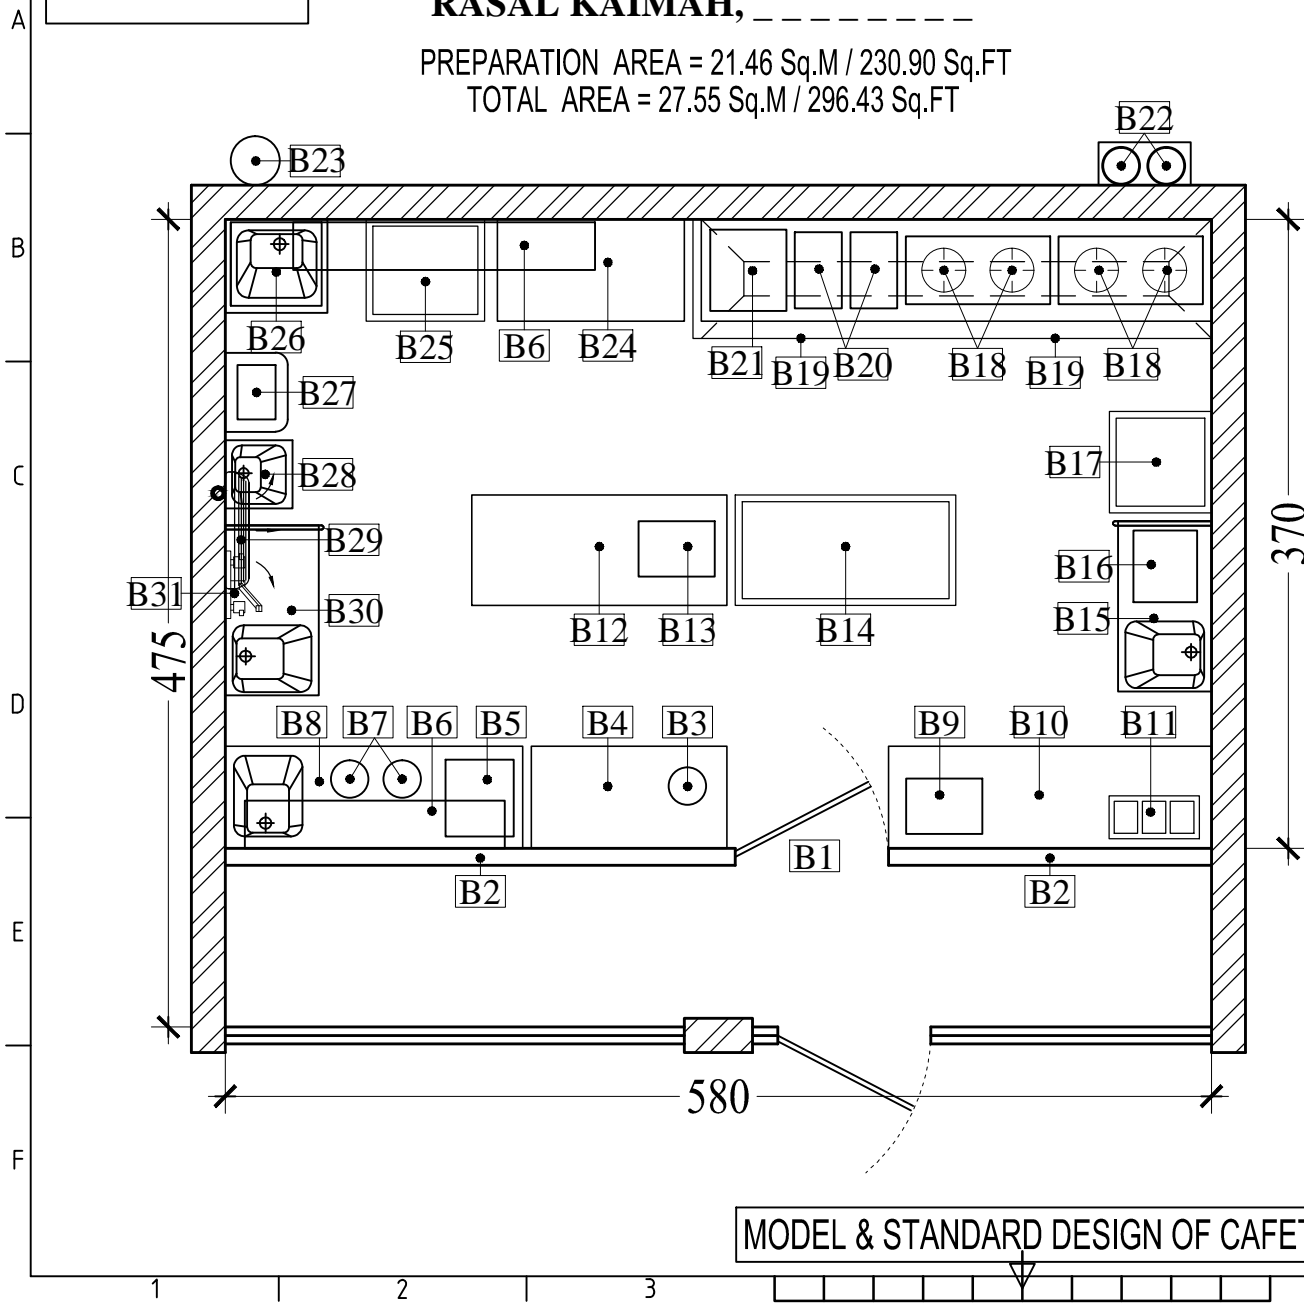 A
RASAL KAIMAH, _ _ _ _ _ _ _ _ _
PREPARATION AREA = 21.46 Sq.M / 230.90 Sq.FT
TOTAL AREA = 27.55 Sq.M / 296.43 Sq.FT
B22
B23
B
B26 B25 B6 B24 B21 B19 B20 B18 B19 B18
B27
C
B28 B17
B29 370
B31 B30 B16
B12 B13 B14 B15
475
D
B8 B7 B6 B5 B4 B3 B9 B10 B11
B1
B2 B2
E
580
F
MODEL & STANDARD DESIGN OF CAFET
1 2 3